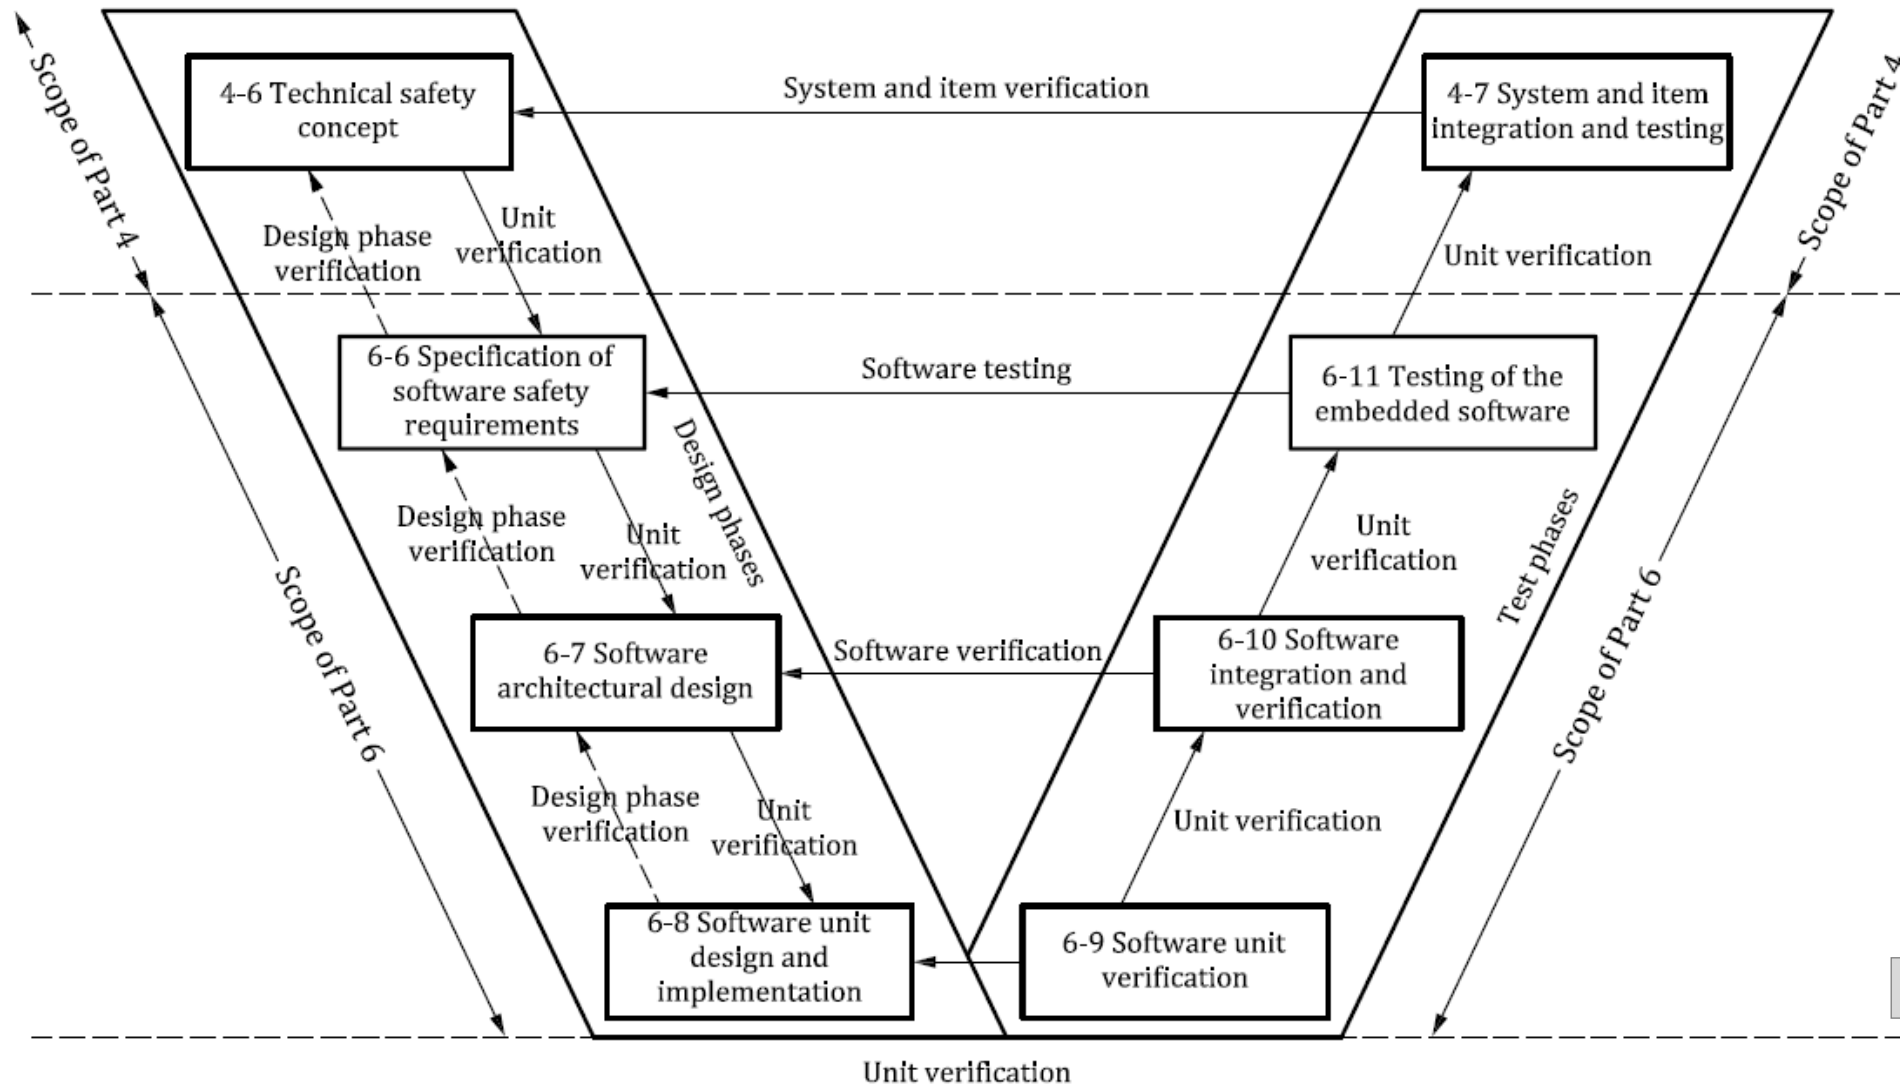 Scope of Part 4
4-6 Technical safety
concept
System and item verification
4-7 System and item
integration and testing
Scope of Part 4
Design phase
verification
Unit
verification
Unit verification
6-6 Specification of
software safety
requirements
Software testing
6-11 Testing of the
embedded software
Design phases
Design phase
verification
Unit
verification
Unit
verification
Test phases
Scope of Part 6
Scope of Part 6
6-7 Software
architectural design
Software verification
6-10 Software
integration and
verification
Design phase
verification
Unit
verification
Unit verification
6-8 Software unit
design and
implementation
6-9 Software unit
verification
Unit verification